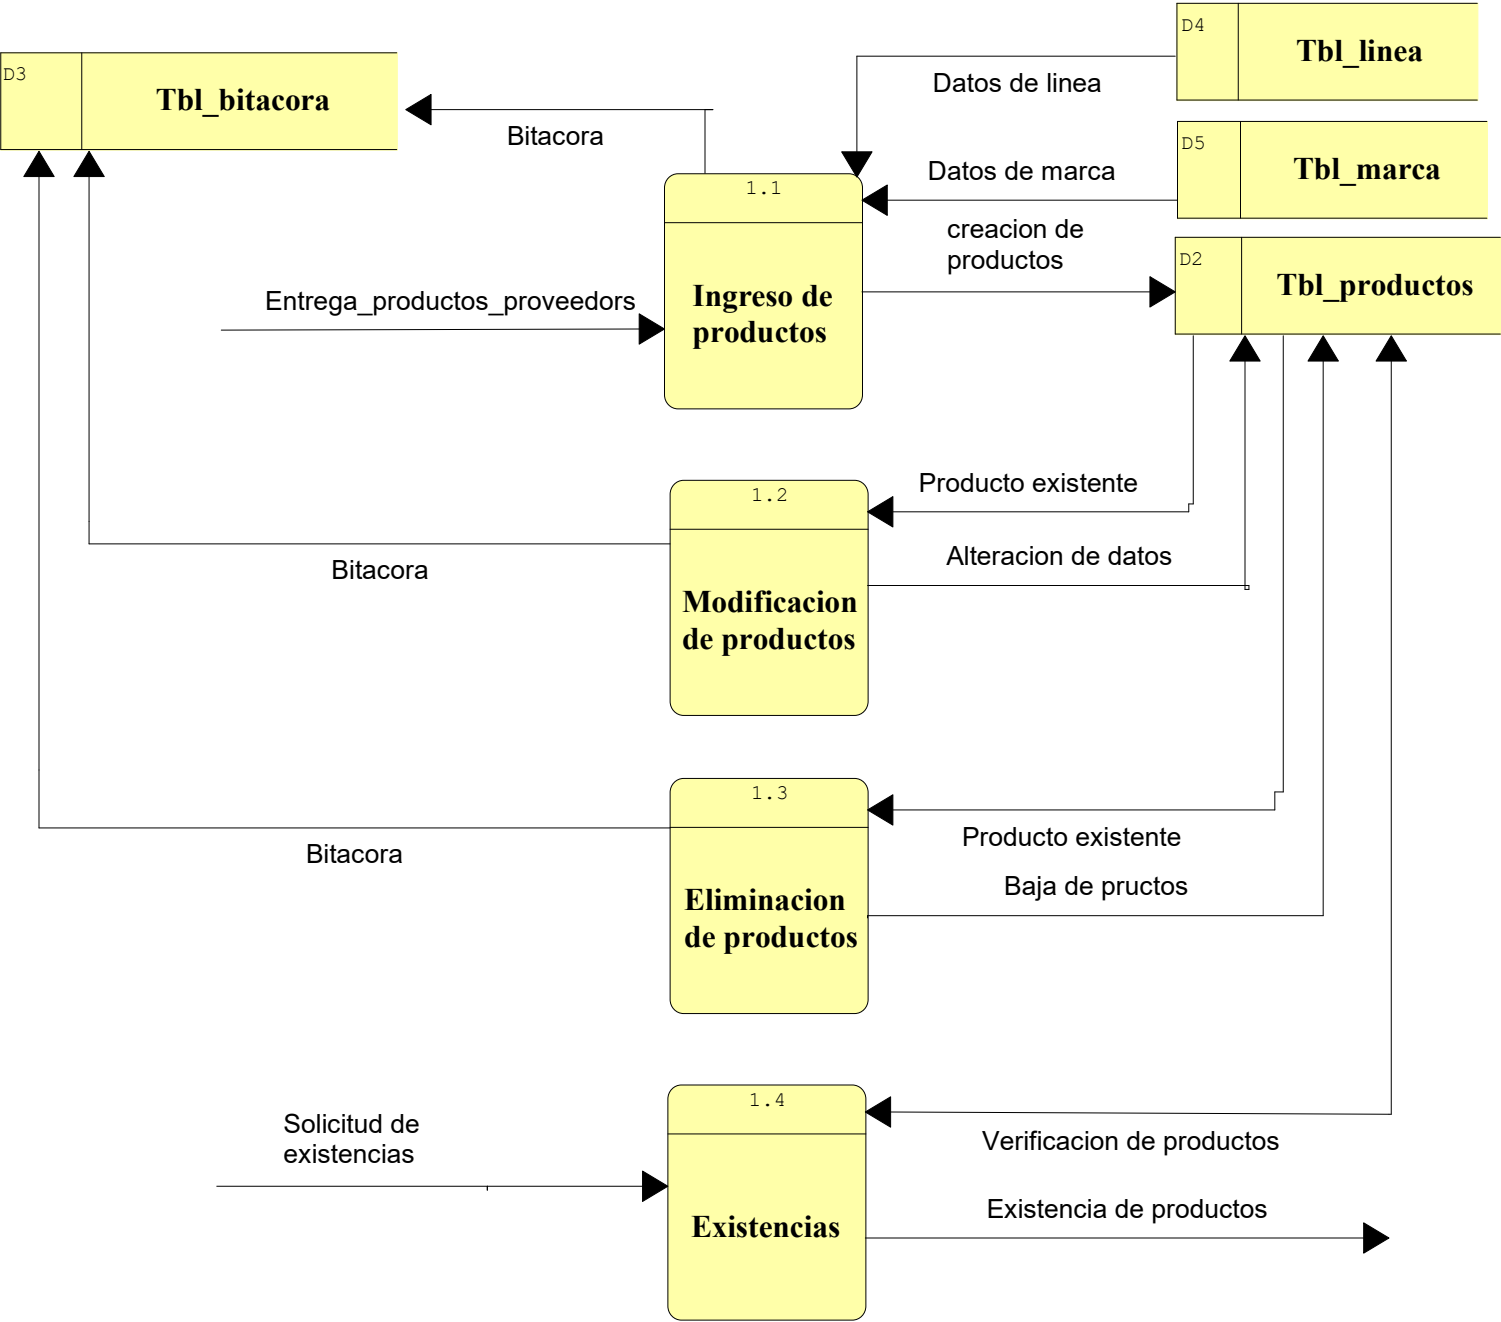 D4
Tbl_linea
D3
Tbl_bitacora
Datos de linea
Bitacora
D5
Tbl_marca
Datos de marca
1.1
creacion de
productos
D2
Tbl_productos
Entrega_productos_proveedors
Ingreso de
productos
Producto existente
1.2
Alteracion de datos
Bitacora
Modificacion
de productos
1.3
Producto existente
Bitacora
Baja de pructos
Eliminacion
de productos
1.4
Solicitud de
existencias
Verificacion de productos
Existencia de productos
Existencias